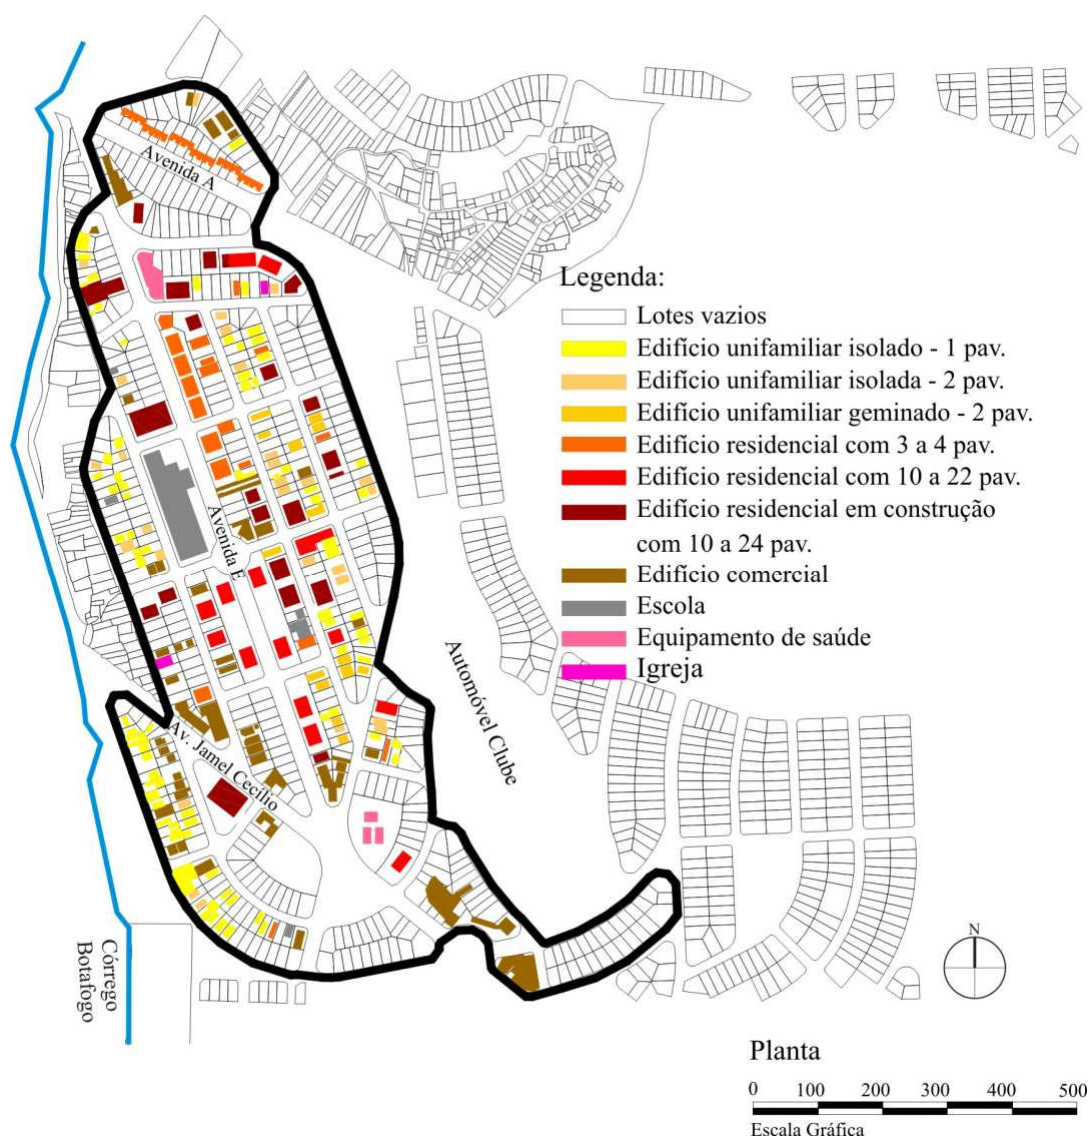 Avenida A
Legenda:
Lotes vazios
Edifício unifamiliar isolado - 1 pav.
Edifício unifamiliar isolada - 2 pav.
Edifício unifamiliar geminado - 2 pav.
Edifício residencial com 3 a 4 pav.
Edifício residencial com 10 a 22 pav.
Edifício residencial em construção
com 10 a 24 pav.
Edifício comercial
Escola
Equipamento de saúde
Igreja
Avenida E
Automóvel Clube
Av. Jamel Cecílio
Córrego
Botafogo
N
Planta
0 100 200 300 400 500
Escala Gráfica